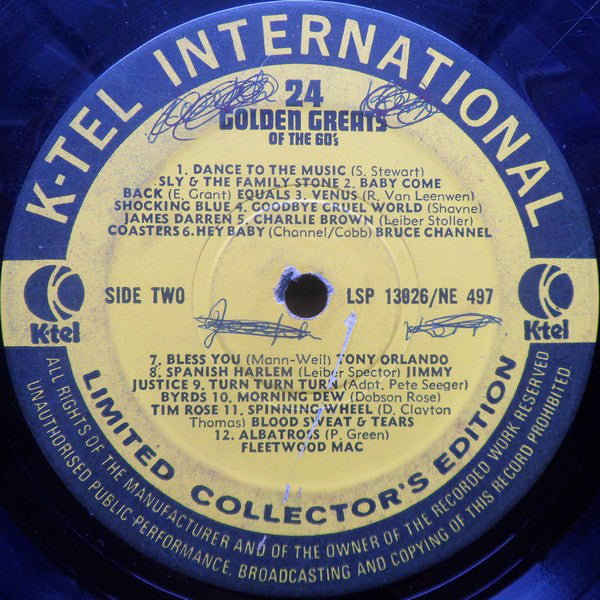 K-TEL INTERNATIONAL
24
GOLDEN GREATS
OF THE 60's
1. DANCE TO THE MUSIC (S. Stewart)
SLY & THE FAMILY STONE 2. BABY COME
BACK (E. Grant) EQUALS 3. VENUS (R. Van Leenwen)
SHOCKING BLUE 4. GOODBYE CRUEL WORLD (Shayne)
JAMES DARREN 5. CHARLIE BROWN (Leiber Stoller)
COASTERS 6. HEY BABY (Channel/Cobb) BRUCE CHANNEL
K-tel
SIDE TWO
LSP 13026/NE 497
K-tel
7. BLESS YOU (Mann-Weil) TONY ORLANDO
8. SPANISH HARLEM (Leiber Spector) JIMMY
JUSTICE 9. TURN TURN TURN (Adpt. Pete Seeger)
BYRDS 10. MORNING DEW (Dobson Rose)
TIM ROSE 11. SPINNING WHEEL (D. Clayton
Thomas) BLOOD SWEAT & TEARS
12. ALBATROSS (P. Green)
FLEETWOOD MAC
LIMITED COLLECTOR'S EDITION
ALL RIGHTS OF THE MANUFACTURER AND OF THE OWNER OF THE RECORDED WORK RESERVED
UNAUTHORISED PUBLIC PERFORMANCE, BROADCASTING AND COPYING OF THIS RECORD PROHIBITED.